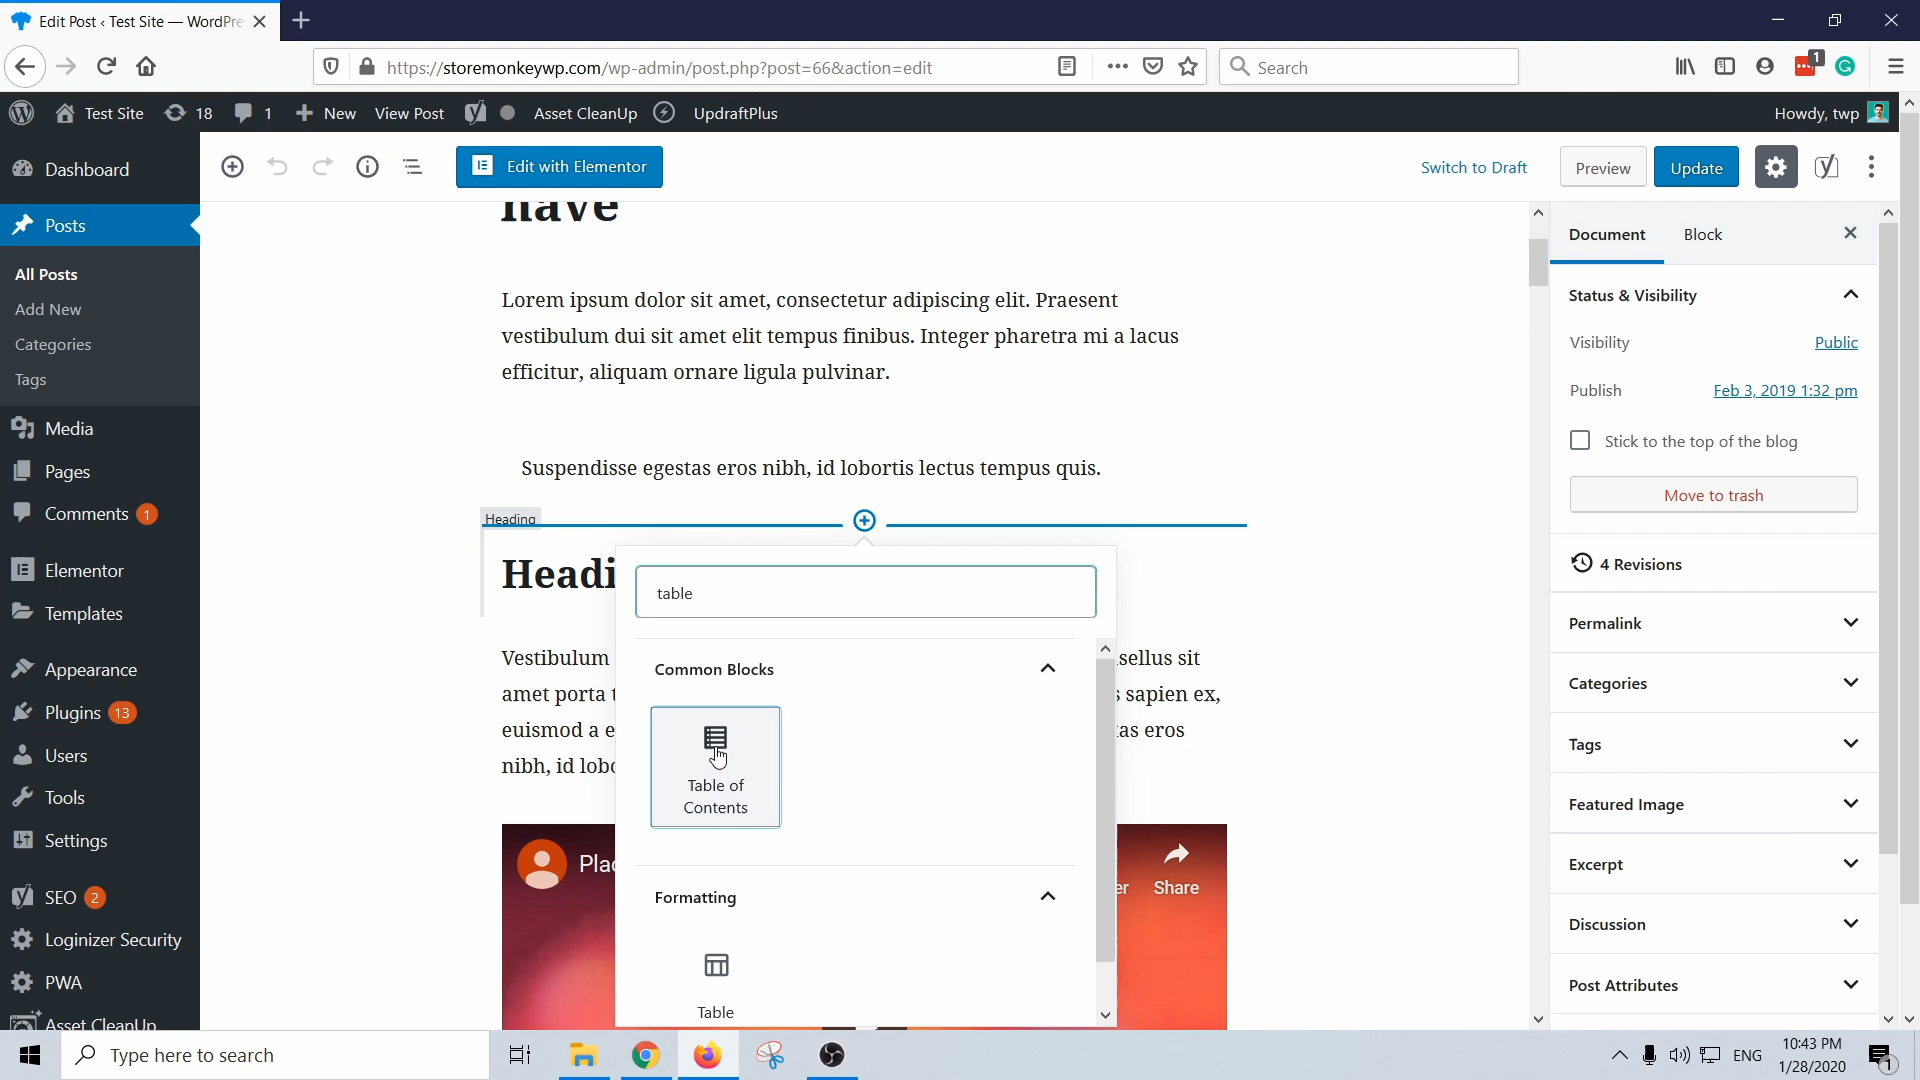 Edit Post ‹ Test Site — WordPre
https://storemonkeywp.com/wp-admin/post.php?post=66&action=edit
Search
1
Test Site
18
1
New
View Post
Asset CleanUp
UpdraftPlus
Howdy, twp
Dashboard
Posts
All Posts
Add New
Categories
Tags
Media
Pages
Comments 1
Elementor
Templates
Appearance
Plugins 13
Users
Tools
Settings
SEO 2
Loginizer Security
PWA
Asset CleanUp
Edit with Elementor
Switch to Draft
Preview
Update
have
Lorem ipsum dolor sit amet, consectetur adipiscing elit. Praesent
vestibulum dui sit amet elit tempus finibus. Integer pharetra mi a lacus
efficitur, aliquam ornare ligula pulvinar.
Suspendisse egestas eros nibh, id lobortis lectus tempus quis.
Heading
Headi
Vestibulum sellus sit
amet porta t s sapien ex,
euismod a e tas eros
nibh, id lobo
Plac
er
Share
table
Common Blocks
Table of
Contents
Formatting
Table
Document
Block
Status & Visibility
Visibility
Public
Publish
Feb 3, 2019 1:32 pm
Stick to the top of the blog
Move to trash
4 Revisions
Permalink
Categories
Tags
Featured Image
Excerpt
Discussion
Post Attributes
Type here to search
ENG
10:43 PM
1/28/2020
1